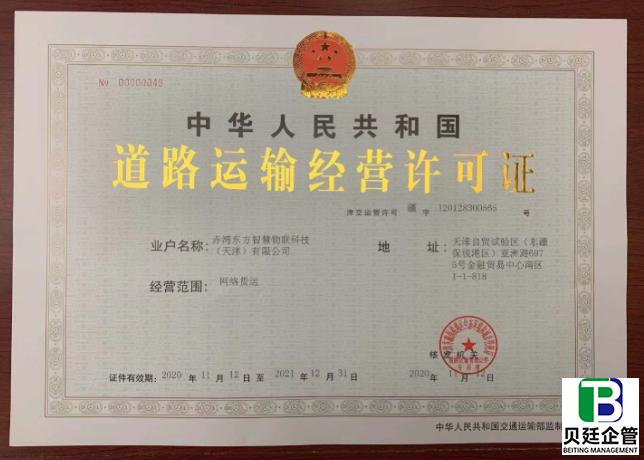 № 00000049
中华人民共和国
道路运输经营许可证
津交运管许可 疆 字 120128300565 号
业户名称: 赤湾东方智慧物联科技
(天津)有限公司
地 址: 天津自贸试验区(东疆
保税港区)亚洲路697
5号金融贸易中心南区
1-1-818
经营范围: 网络货运
核发机关
证件有效期: 2020 年 11 月 12 日 至 2021 年 12 月 31 日
2020 年 11 月 12 日
中华人民共和国交通运输部监制
贝廷企管
BEITING MANAGEMENT